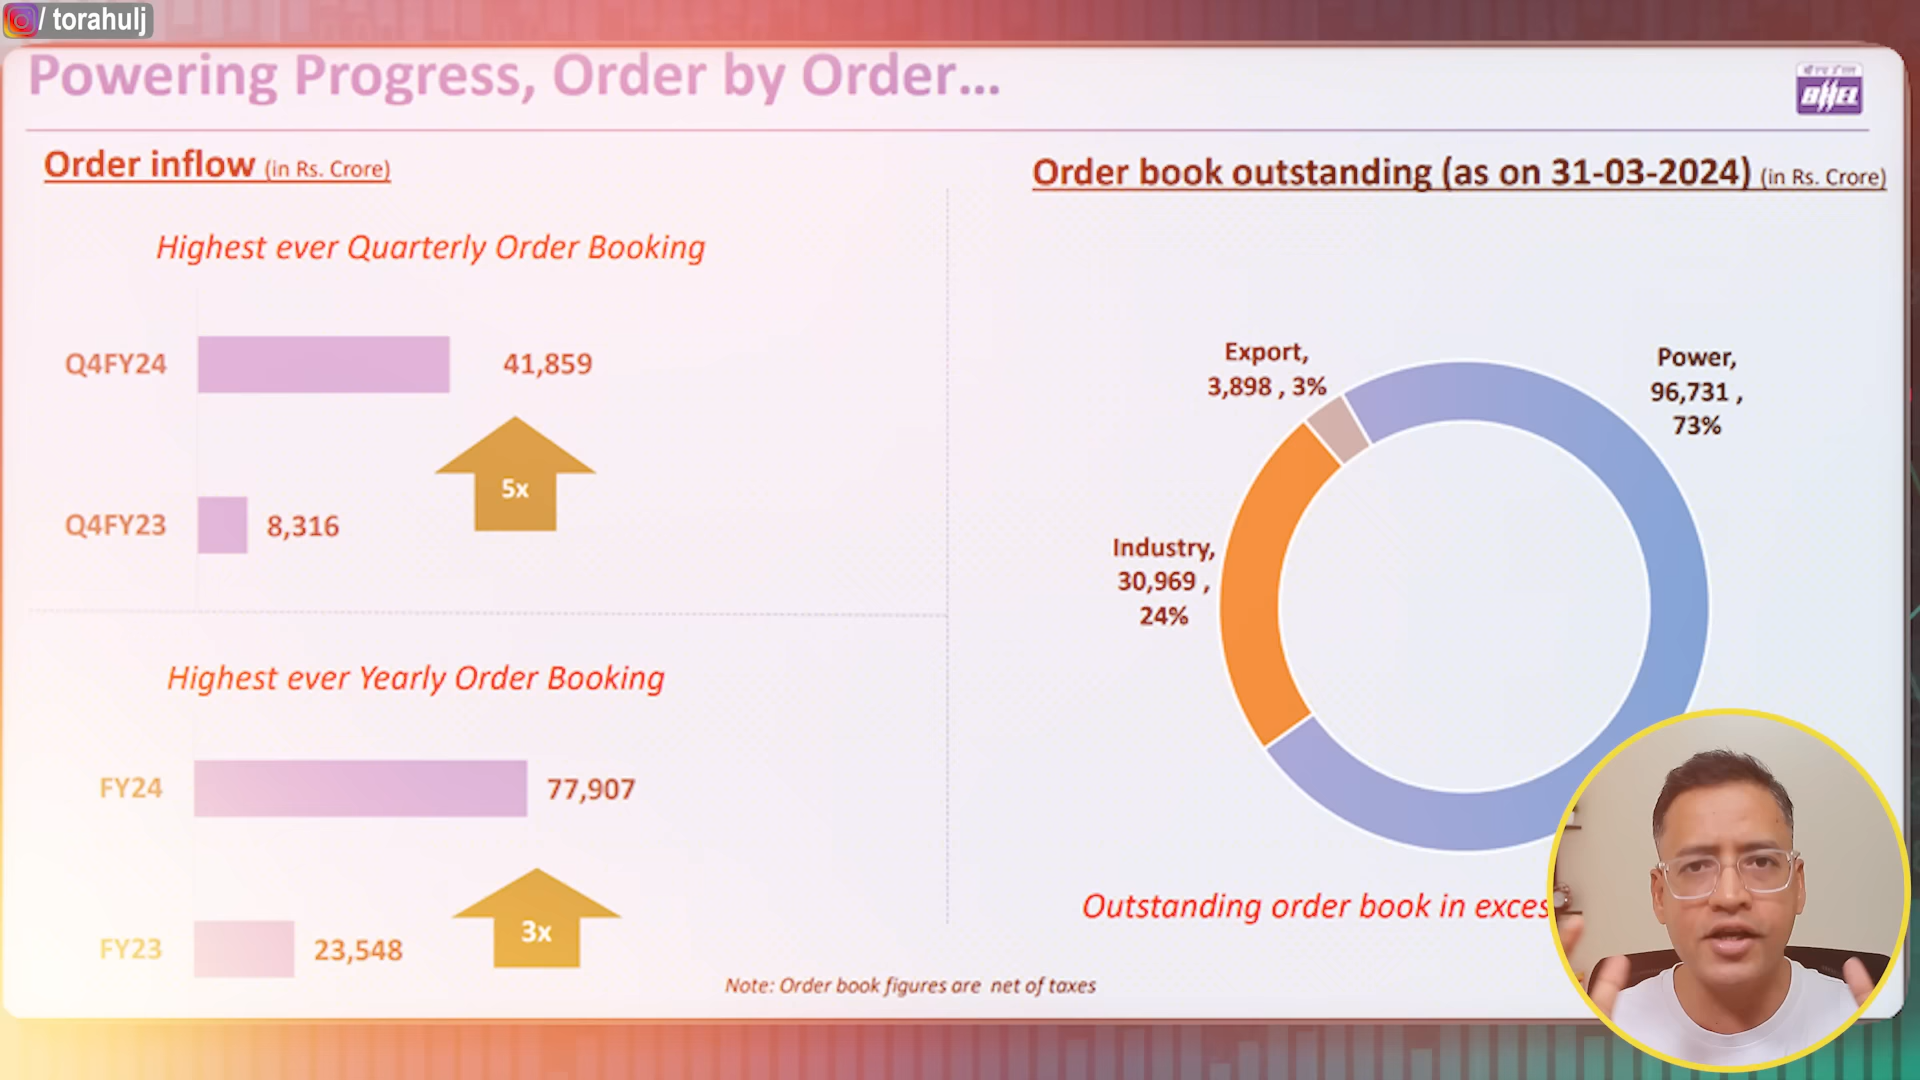 / torahulj
Powering Progress, Order by Order...
BHEL
Order inflow (in Rs. Crore)
Highest ever Quarterly Order Booking
Q4FY24
41,859
5x
Q4FY23
8,316
Highest ever Yearly Order Booking
FY24
77,907
3x
FY23
23,548
Order book outstanding (as on 31-03-2024) (in Rs. Crore)
Export,
3,898 , 3%
Power,
96,731 ,
73%
Industry,
30,969 ,
24%
Outstanding order book in
Note: Order book figures are net of taxes